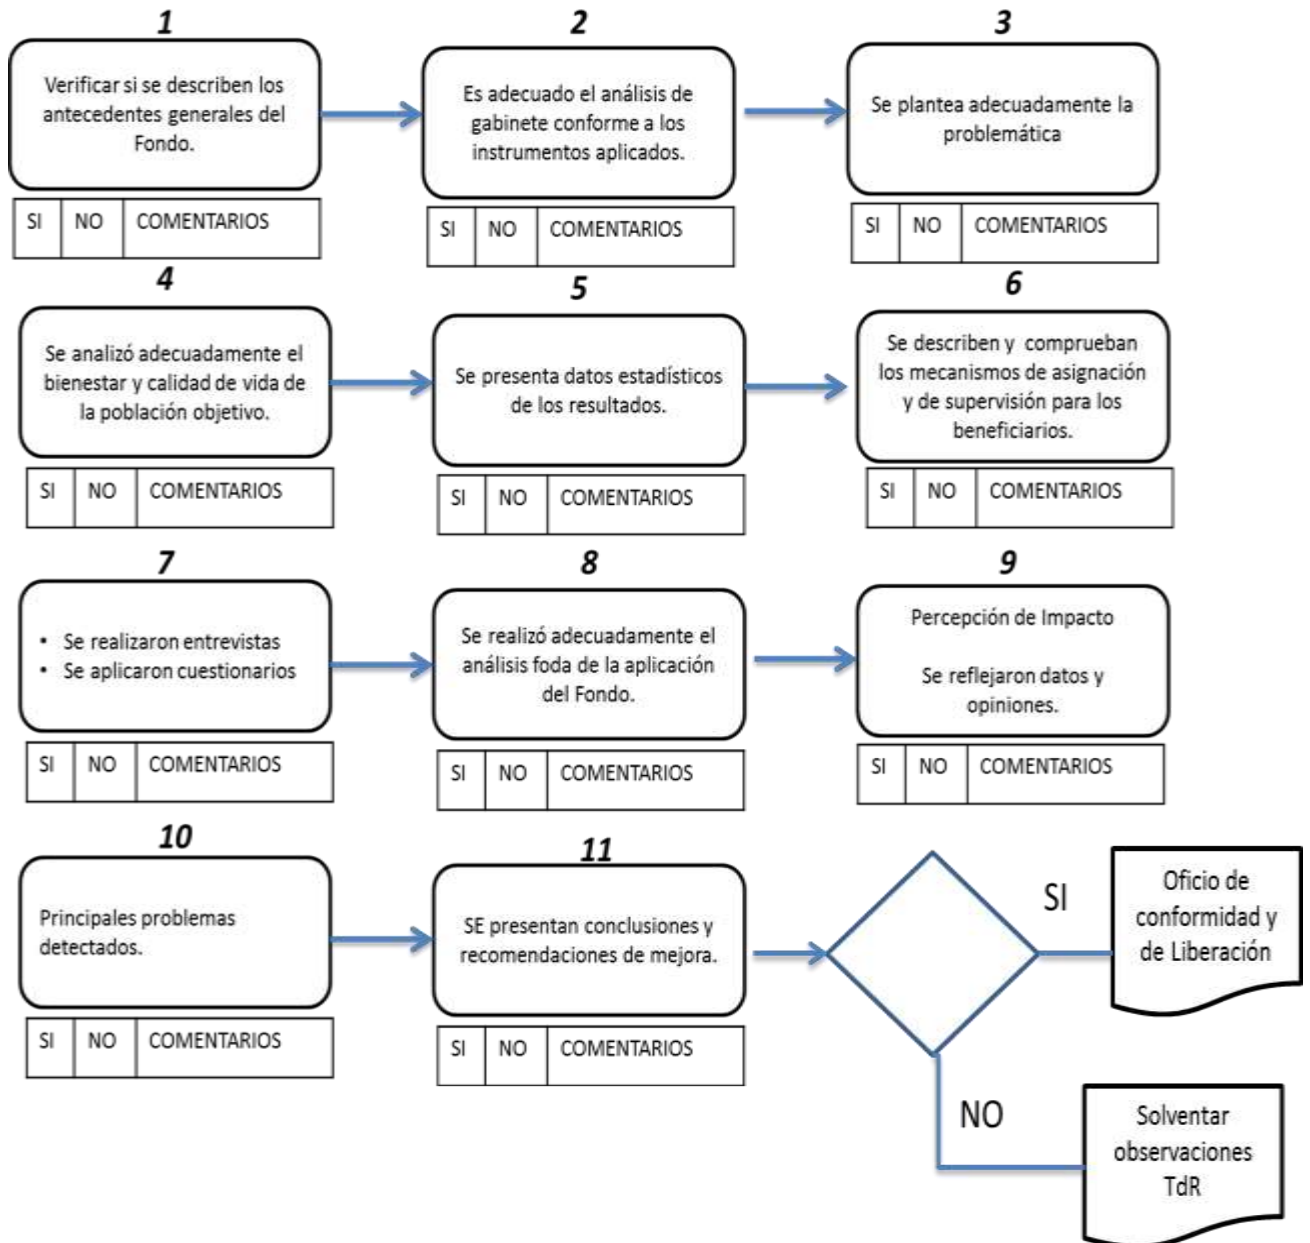 1
2
3
Verificar si se describen los
antecedentes generales del
Fondo.
Es adecuado el análisis de
gabinete conforme a los
instrumentos aplicados.
Se plantea adecuadamente la
problemática
SI NO COMENTARIOS
SI NO COMENTARIOS
SI NO COMENTARIOS
4
5
6
Se analizó adecuadamente el
bienestar y calidad de vida de
la población objetivo.
Se presenta datos estadísticos
de los resultados.
Se describen y comprueban
los mecanismos de asignación
y de supervisión para los
beneficiarios.
SI NO COMENTARIOS
SI NO COMENTARIOS
SI NO COMENTARIOS
7
8
9
• Se realizaron entrevistas
• Se aplicaron cuestionarios
Se realizó adecuadamente el
análisis foda de la aplicación
del Fondo.
Percepción de Impacto
Se reflejaron datos y
opiniones.
SI NO COMENTARIOS
SI NO COMENTARIOS
SI NO COMENTARIOS
10
11
Principales problemas
detectados.
SE presentan conclusiones y
recomendaciones de mejora.
SI
Oficio de
conformidad y
de Liberación
SI NO COMENTARIOS
SI NO COMENTARIOS
NO
Solventar
observaciones
TdR